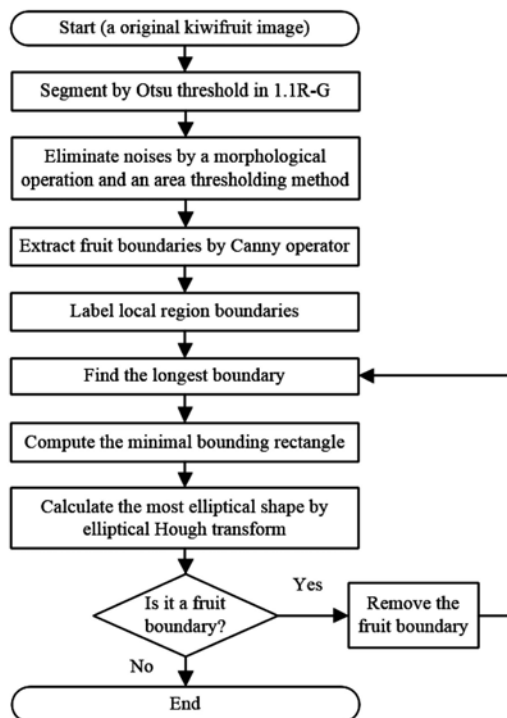 Start (a original kiwifruit image)
Segment by Otsu threshold in 1.1R-G
Eliminate noises by a morphological
operation and an area thresholding method
Extract fruit boundaries by Canny operator
Label local region boundaries
Find the longest boundary
Compute the minimal bounding rectangle
Calculate the most elliptical shape by
elliptical Hough transform
Is it a fruit
boundary?
Yes
Remove the
fruit boundary
No
End